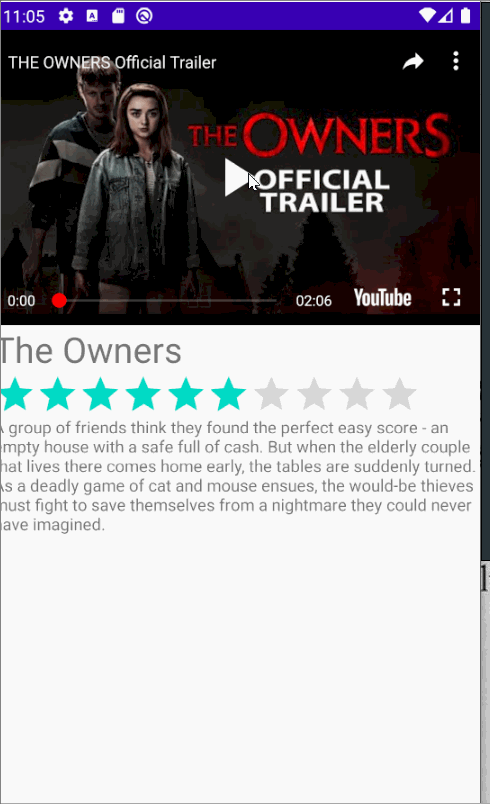 11:05
THE OWNERS Official Trailer
THE OWNERS
OFFICIAL
TRAILER
0:00
02:06
YouTube
The Owners
A group of friends think they found the perfect easy score - an
empty house with a safe full of cash. But when the elderly couple
that lives there comes home early, the tables are suddenly turned.
As a deadly game of cat and mouse ensues, the would-be thieves
must fight to save themselves from a nightmare they could never
have imagined.